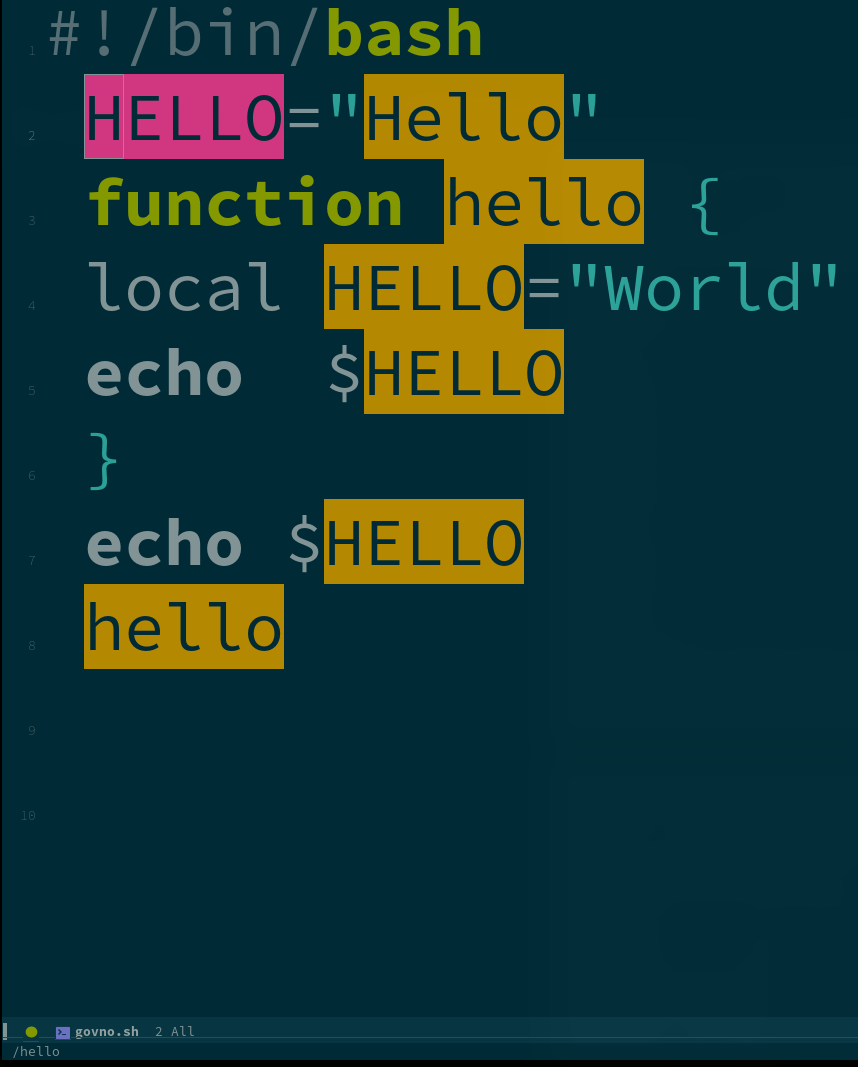 1 #!/bin/bash
2 HELLO="Hello"
3 function hello {
4 local HELLO="World"
5 echo  $HELLO
6 }
7 echo $HELLO
8 hello
9
10
govno.sh 2 All
/hello